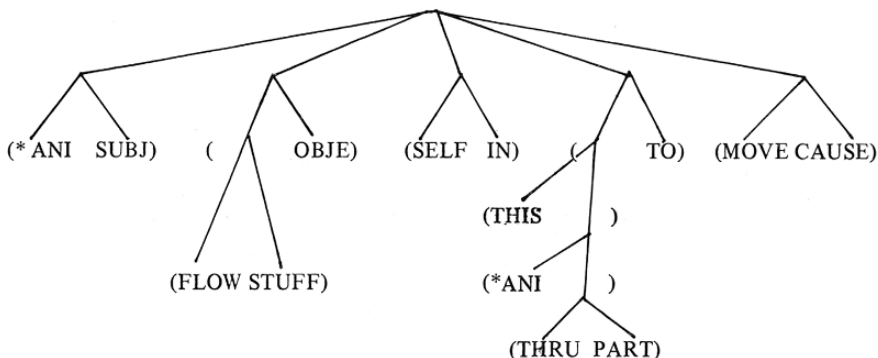 (*ANI SUBJ) ( OBJE) (SELF IN) ( TO) (MOVE CAUSE)
(THIS )
(FLOW STUFF) (*ANI )
(THRU PART)